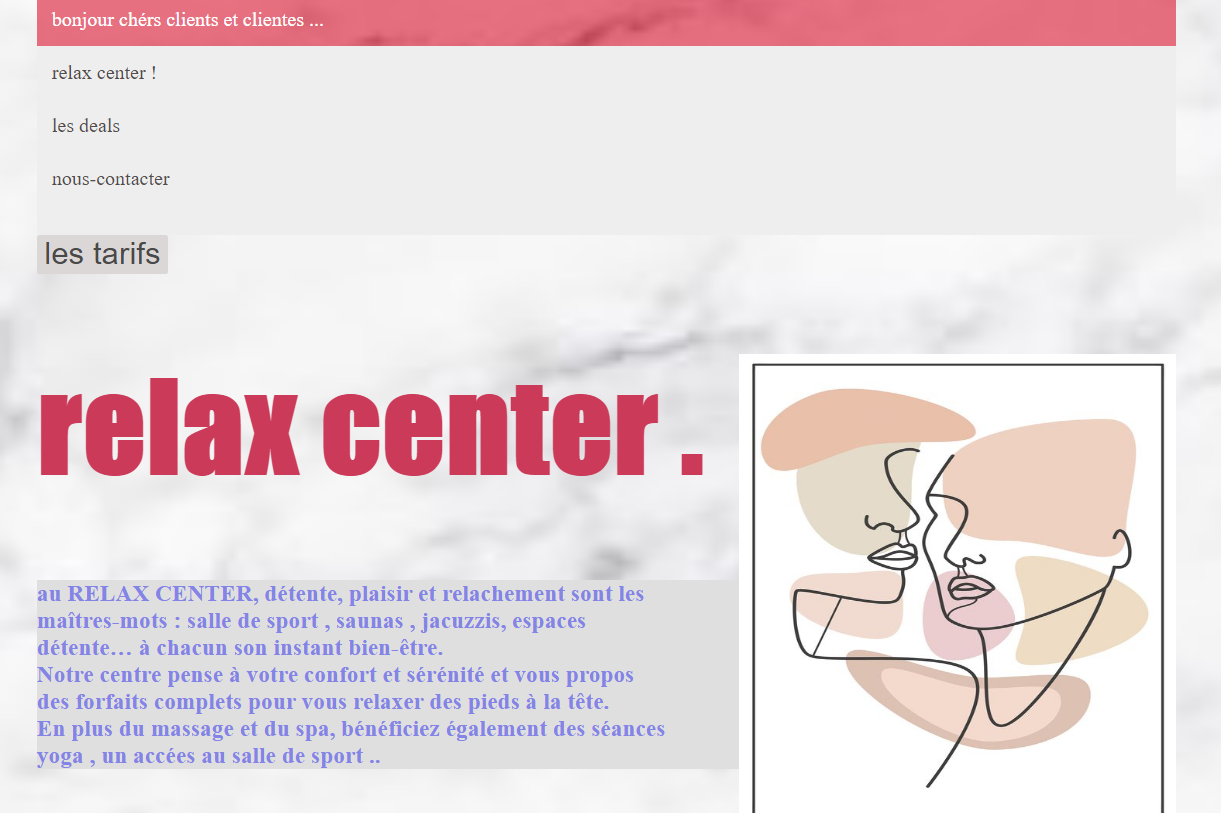 bonjour chérs clients et clientes ...
relax center !
les deals
nous-contacter
les tarifs
relax center .
au RELAX CENTER, détente, plaisir et relachement sont les
maîtres-mots : salle de sport , saunas , jacuzzis, espaces
détente… à chacun son instant bien-être.
Notre centre pense à votre confort et sérénité et vous propos
des forfaits complets pour vous relaxer des pieds à la tête.
En plus du massage et du spa, bénéficiez également des séances
yoga , un accées au salle de sport ..